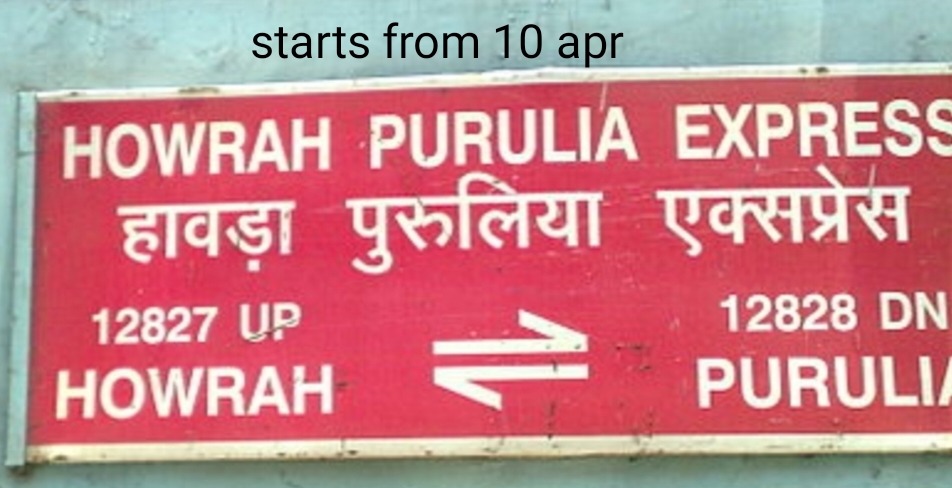 starts from 10 apr
HOWRAH PURULIA EXPRESS
हावड़ा पुरुलिया एक्सप्रेस
12827 UP 12828 DN
HOWRAH PURULIA